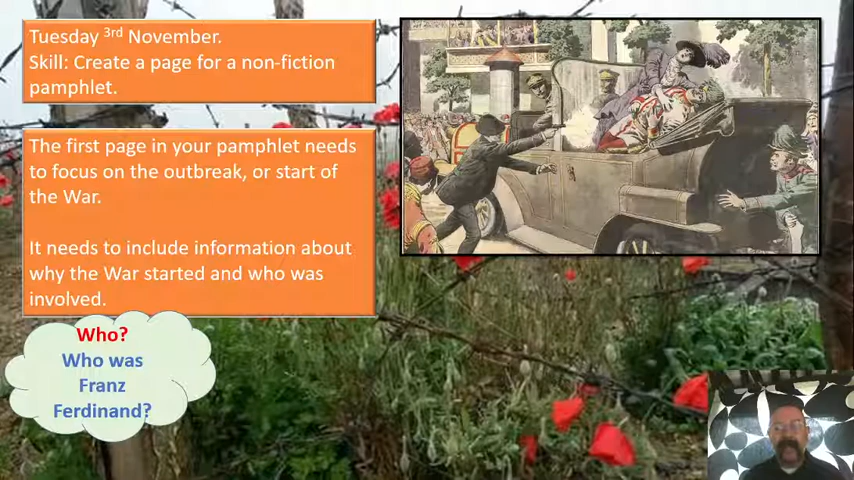 Tuesday 3rd November.
Skill: Create a page for a non-fiction
pamphlet.
The first page in your pamphlet needs
to focus on the outbreak, or start of
the War.
It needs to include information about
why the War started and who was
involved.
Who?
Who was
Franz
Ferdinand?